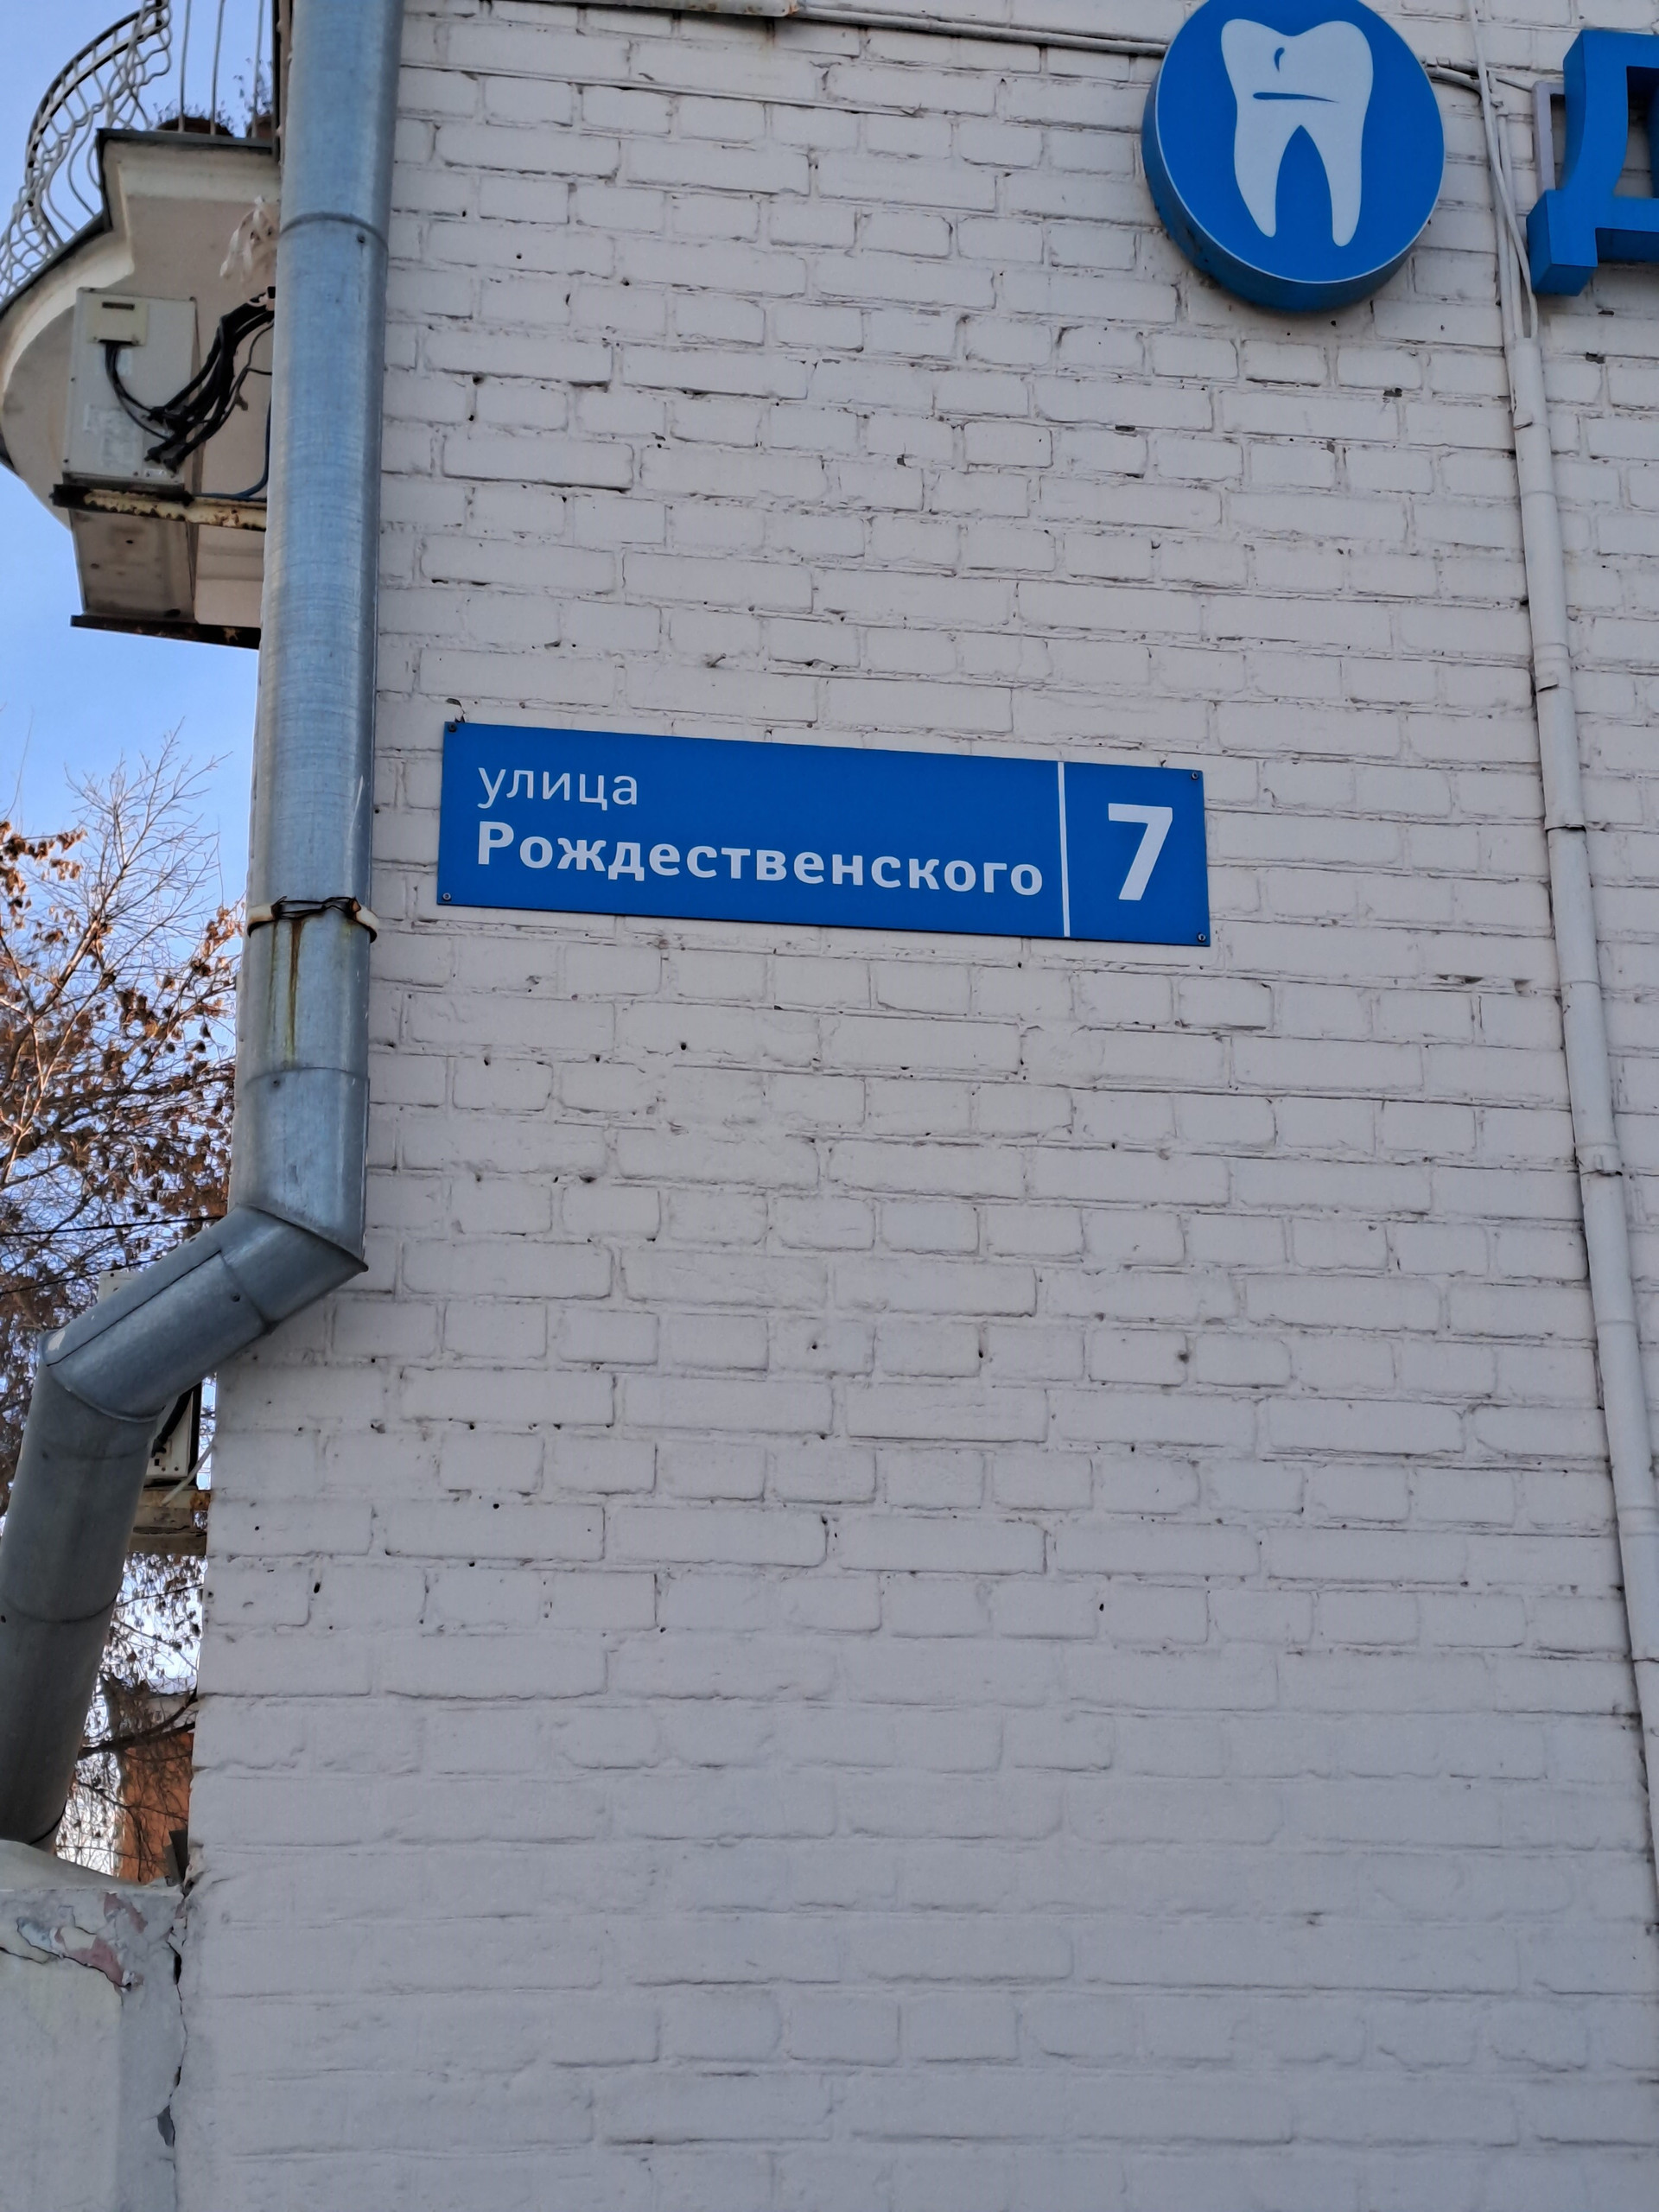 Д
улица
Рождественского
7